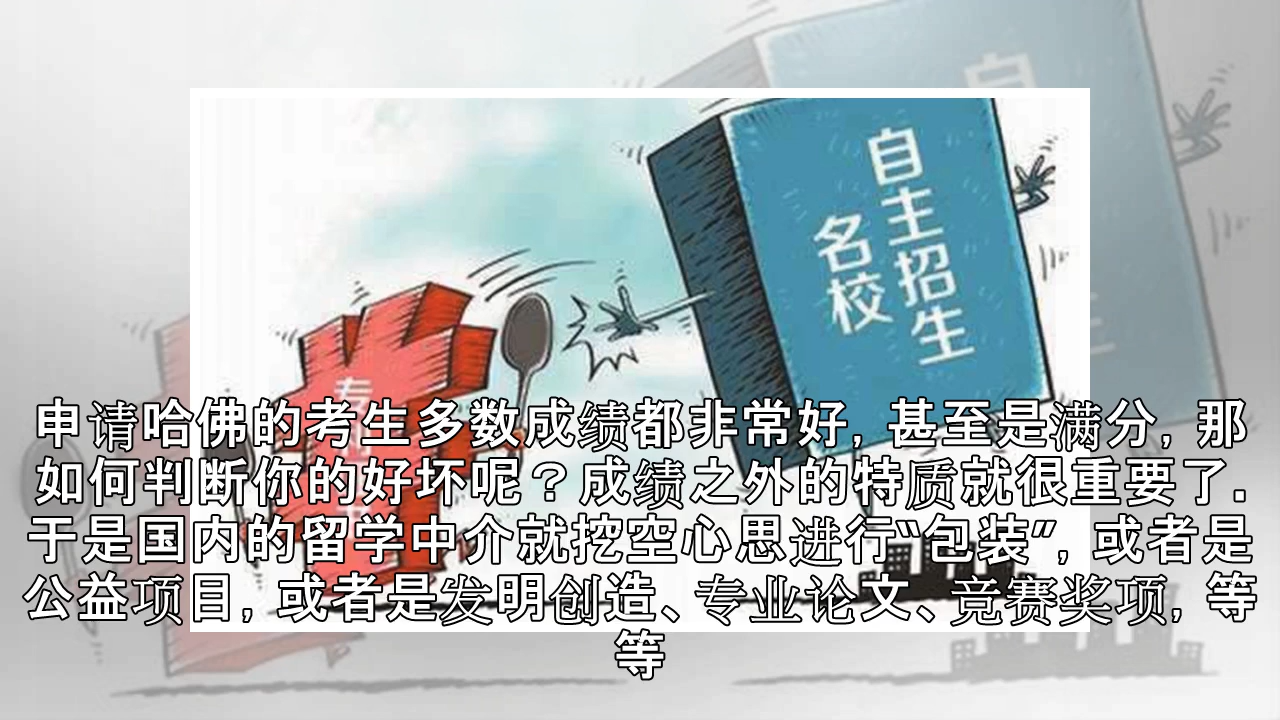 自主招生
名校
专
申请哈佛的考生多数成绩都非常好, 甚至是满分, 那
如何判断你的好坏呢？成绩之外的特质就很重要了.
于是国内的留学中介就挖空心思进行“包装”, 或者是
公益项目, 或者是发明创造、专业论文、竞赛奖项, 等
等